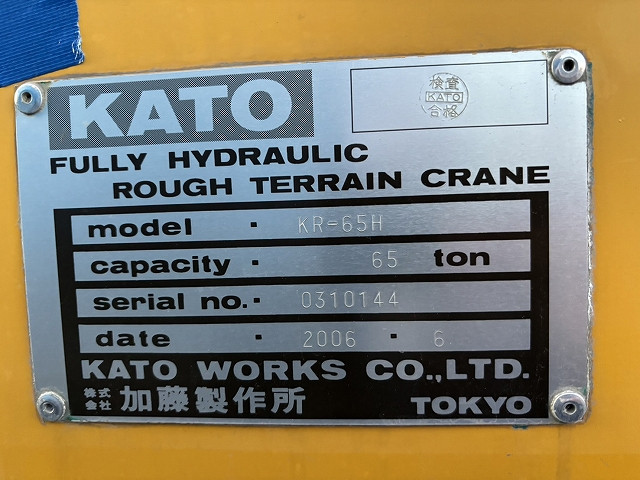 KATO
検査
KATO
合格
FULLY HYDRAULIC
ROUGH TERRAIN CRANE
model · KR-65H
capacity · 65 ton
serial no. · 0310144
date · 2006 · 6
KATO WORKS CO.,LTD.
株式会社 加藤製作所 TOKYO